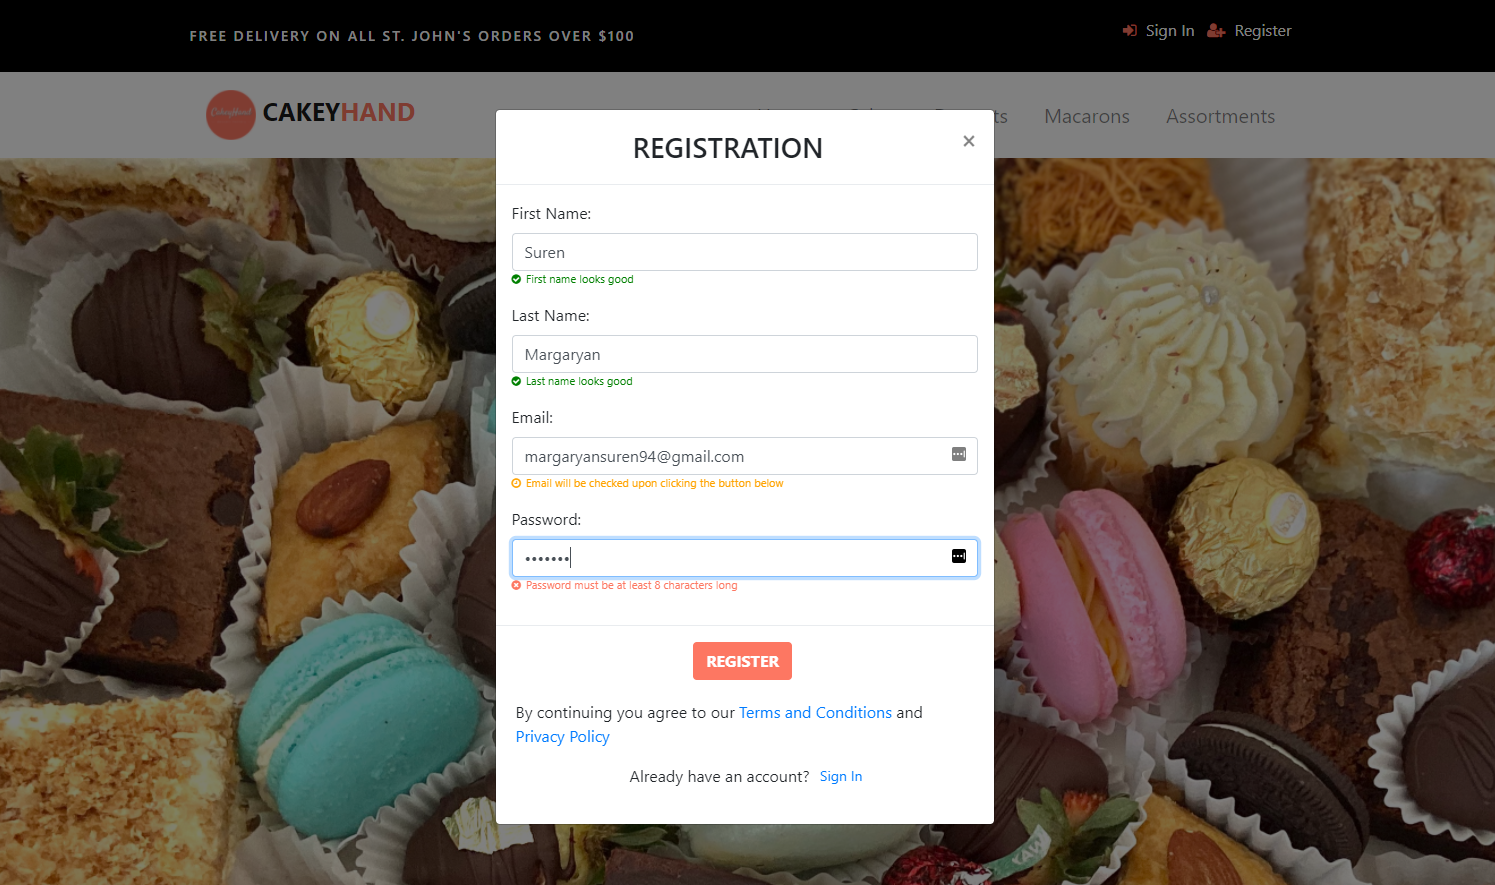 FREE DELIVERY ON ALL ST. JOHN'S ORDERS OVER $100
Sign In Register
CakeyHand
CAKEYHAND
Macarons Assortments
REGISTRATION
×
First Name:
Suren
First name looks good
Last Name:
Margaryan
Last name looks good
Email:
margaryansuren94@gmail.com
Email will be checked upon clicking the button below
Password:
•••••••
Password must be at least 8 characters long
REGISTER
By continuing you agree to our Terms and Conditions and
Privacy Policy
Already have an account? Sign In